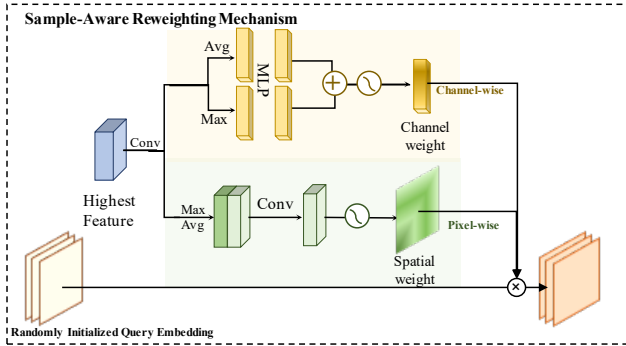 Sample-Aware Reweighting Mechanism
Avg
MLP
Max
Channel-wise
Channel
weight
Conv
Highest
Feature
Max
Avg
Conv
Pixel-wise
Spatial
weight
Randomly Initialized Query Embedding